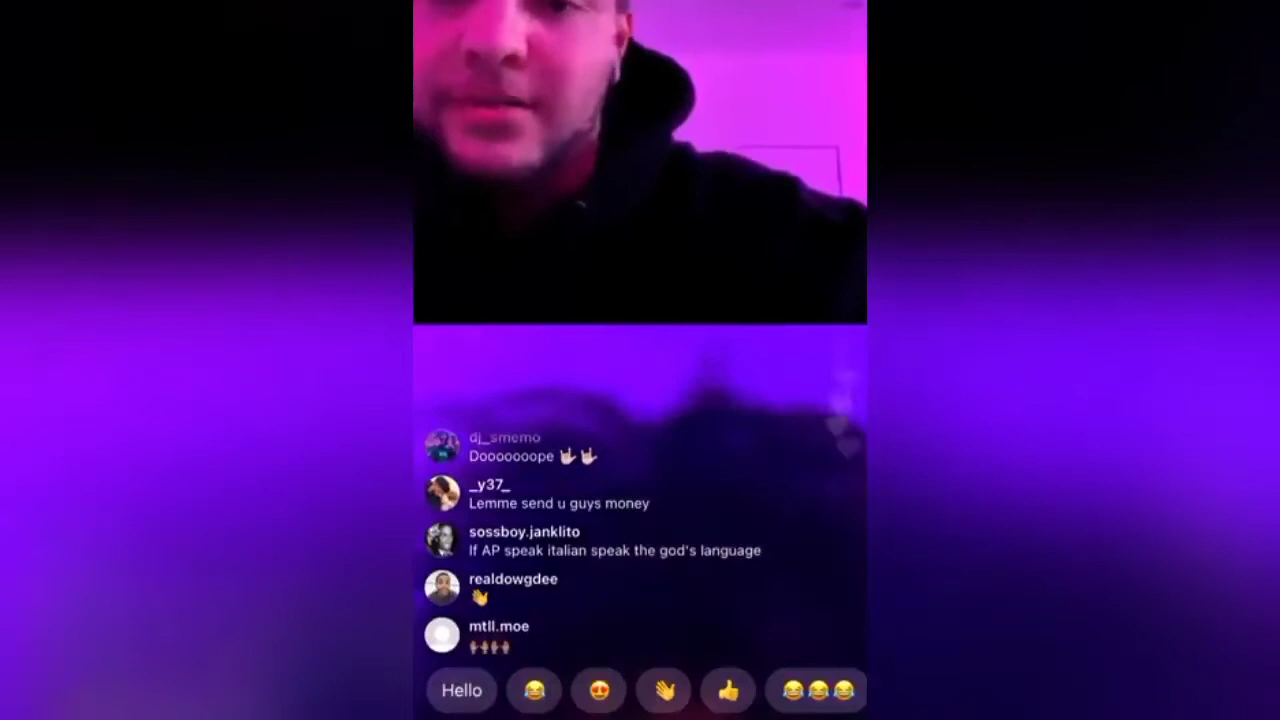 dj_smemo
Dooooooope 🤟🏻🤟🏻
_y37_
Lemme send u guys money
sossboy.janklito
If AP speak italian speak the god's language
realdowgdee
👋
mtll.moe
🙌🏽🙌🏽
Hello 😂 😍 👋 👍 😂😂😂